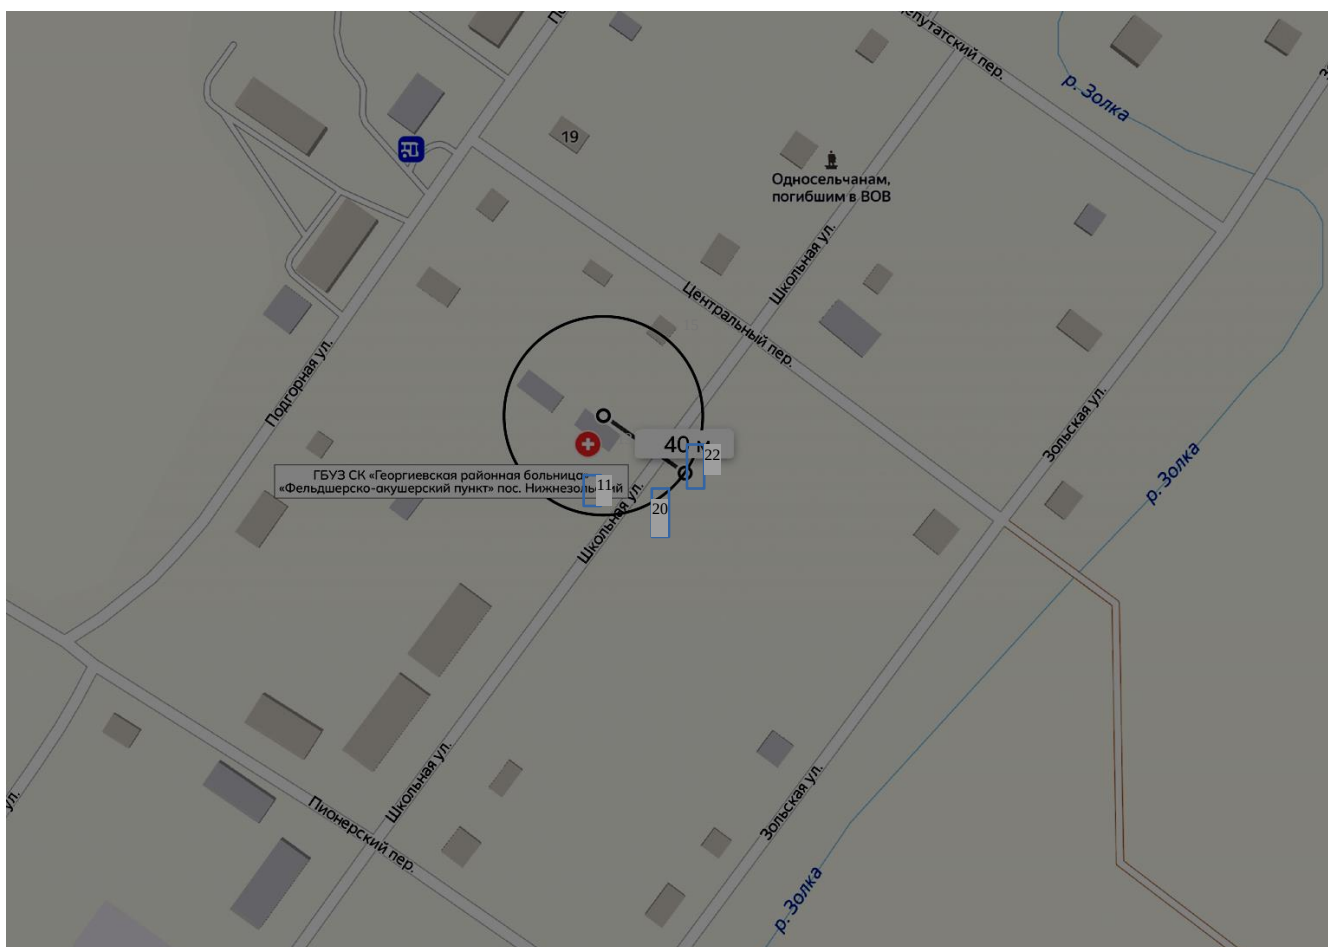 епутатский пер.
р. Золка
19
Односельчанам,
погибшим в ВОВ
Школьная ул.
Центральный пер.
Подгорная ул.
40 м
22
Зольская ул.
ГБУЗ СК «Георгиевская районная больница»
«Фельдшерско-акушерский пункт» пос. Нижнезольский
11
20
Школьная ул.
р. Золка
Школьная ул.
Зольская ул.
Пионерский пер.
ул.
р. Золка